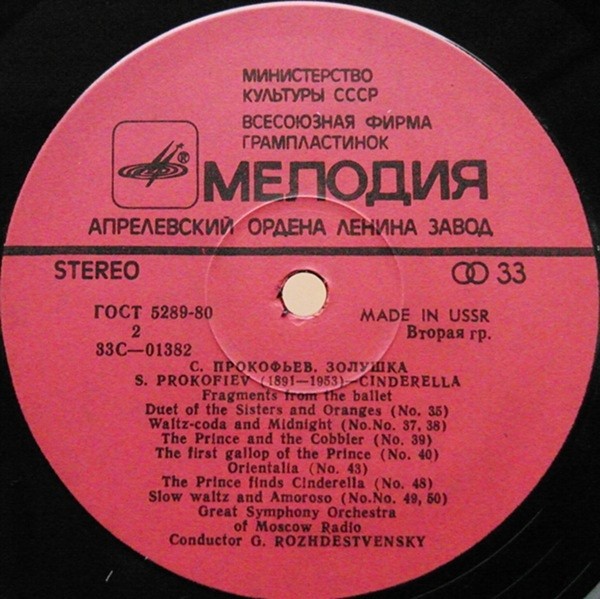 МИНИСТЕРСТВО
КУЛЬТУРЫ СССР
ВСЕСОЮЗНАЯ ФИРМА
ГРАМПЛАСТИНОК
®
МЕЛОДИЯ
АПРЕЛЕВСКИЙ ОРДЕНА ЛЕНИНА ЗАВОД
STEREO 33
ГОСТ 5289-80 MADE IN USSR
2 Вторая гр.
33С—01382
С. ПРОКОФЬЕВ. ЗОЛУШКА
S. PROKOFIEV (1891—1953)—CINDERELLA
Fragments from the ballet
Duet of the Sisters and Oranges (No. 35)
Waltz-coda and Midnight (No.No. 37, 38)
The Prince and the Cobbler (No. 39)
The first gallop of the Prince (No. 40)
Orientalia (No. 43)
The Prince finds Cinderella (No. 48)
Slow waltz and Amoroso (No.No. 49, 50)
Great Symphony Orchestra
of Moscow Radio
Conductor G. ROZHDESTVENSKY